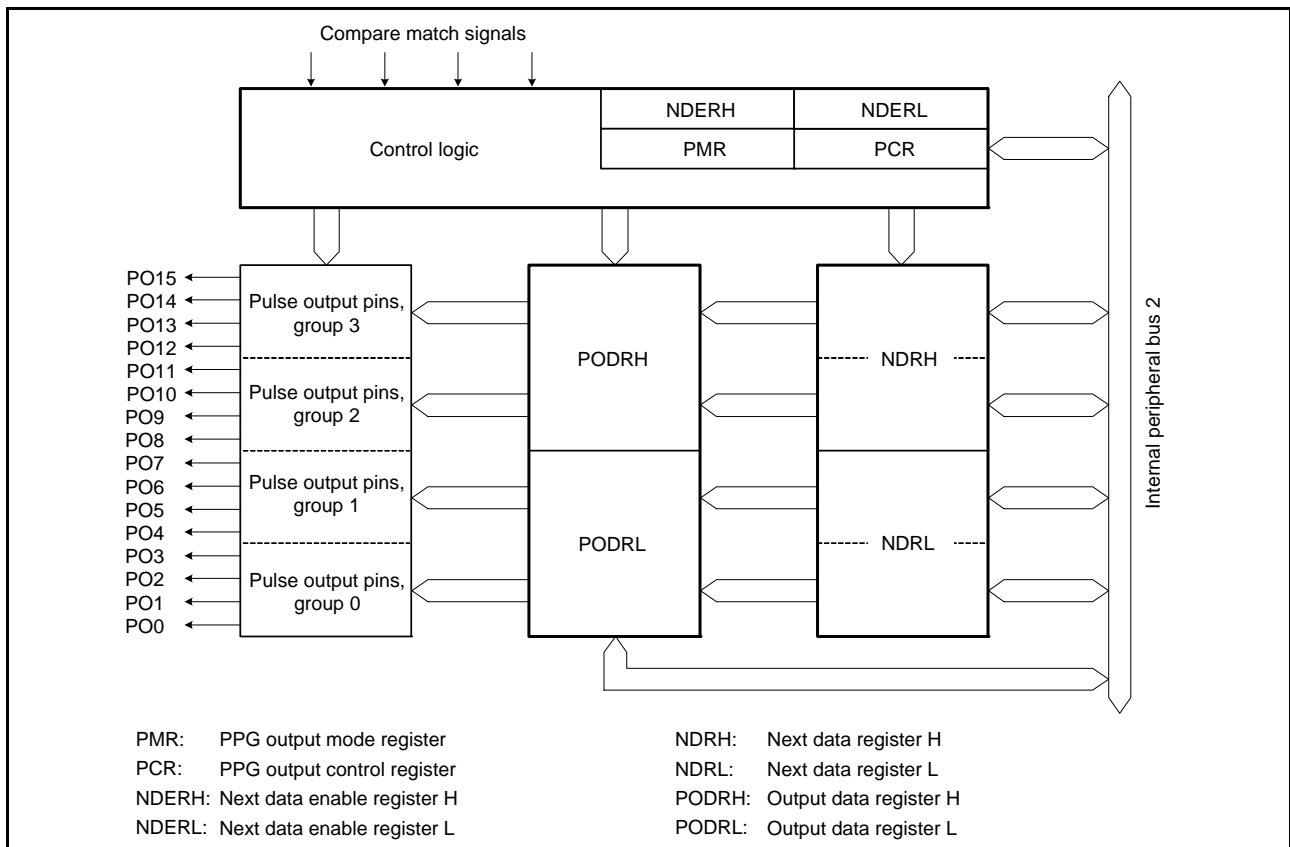 Compare match signals
NDERH
NDERL
Control logic
PMR
PCR
PO15
PO14
PO13
PO12
PO11
PO10
PO9
PO8
PO7
PO6
PO5
PO4
PO3
PO2
PO1
PO0
Pulse output pins,
group 3
Pulse output pins,
group 2
Pulse output pins,
group 1
Pulse output pins,
group 0
PODRH
PODRL
NDRH
NDRL
Internal peripheral bus 2
PMR: PPG output mode register
PCR: PPG output control register
NDERH: Next data enable register H
NDERL: Next data enable register L
NDRH: Next data register H
NDRL: Next data register L
PODRH: Output data register H
PODRL: Output data register L